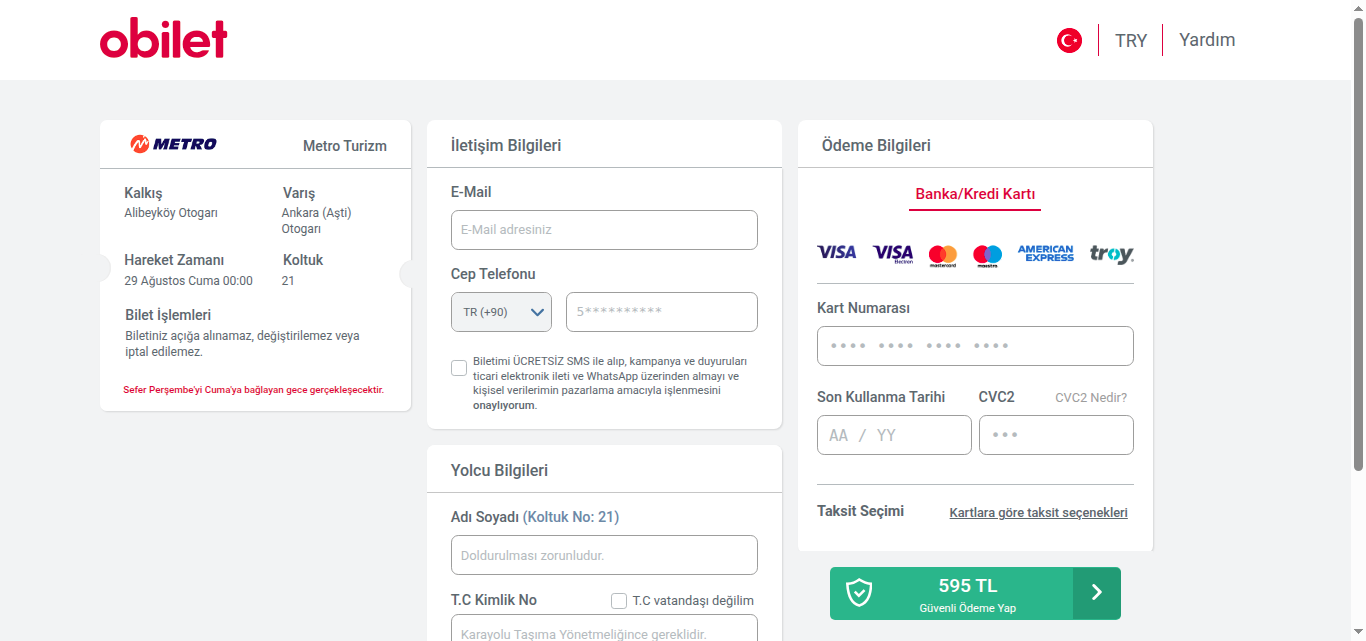 obilet
TRY
Yardım
METRO
Metro Turizm
Kalkış
Varış
Alibeyköy Otogarı
Ankara (Aşti)
Otogarı
Hareket Zamanı
Koltuk
29 Ağustos Cuma 00:00
21
Bilet İşlemleri
Biletiniz açığa alınamaz, değiştirilemez veya
iptal edilemez.
Sefer Perşembe'yi Cuma'ya bağlayan gece gerçekleşecektir.
İletişim Bilgileri
E-Mail
E-Mail adresiniz
Cep Telefonu
TR (+90)
5**********
Biletimi ÜCRETSİZ SMS ile alıp, kampanya ve duyuruları
ticari elektronik ileti ve WhatsApp üzerinden almayı ve
kişisel verilerimin pazarlama amacıyla işlenmesini
onaylıyorum.
Yolcu Bilgileri
Adı Soyadı (Koltuk No: 21)
Doldurulması zorunludur.
T.C Kimlik No
T.C vatandaşı değilim
Karayolu Taşıma Yönetmeliğince gereklidir.
Ödeme Bilgileri
Banka/Kredi Kartı
VISA
VISA
Electron
mastercard
maestro
AMERICAN
EXPRESS
troy
Kart Numarası
•••• •••• •••• ••••
Son Kullanma Tarihi
CVC2
CVC2 Nedir?
AA / YY
•••
Taksit Seçimi
Kartlara göre taksit seçenekleri
595 TL
Güvenli Ödeme Yap